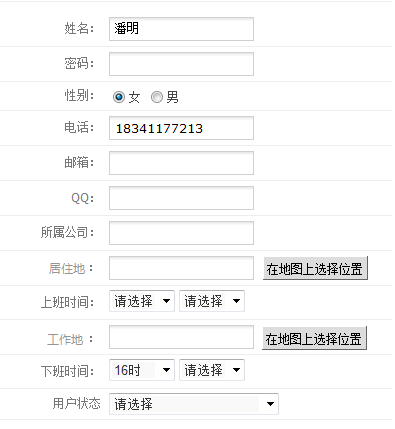 姓名： 潘明
密码：
性别： 女 男
电话： 18341177213
邮箱：
QQ：
所属公司：
居住地： 在地图上选择位置
上班时间： 请选择 请选择
工作地： 在地图上选择位置
下班时间： 16时 请选择
用户状态 请选择